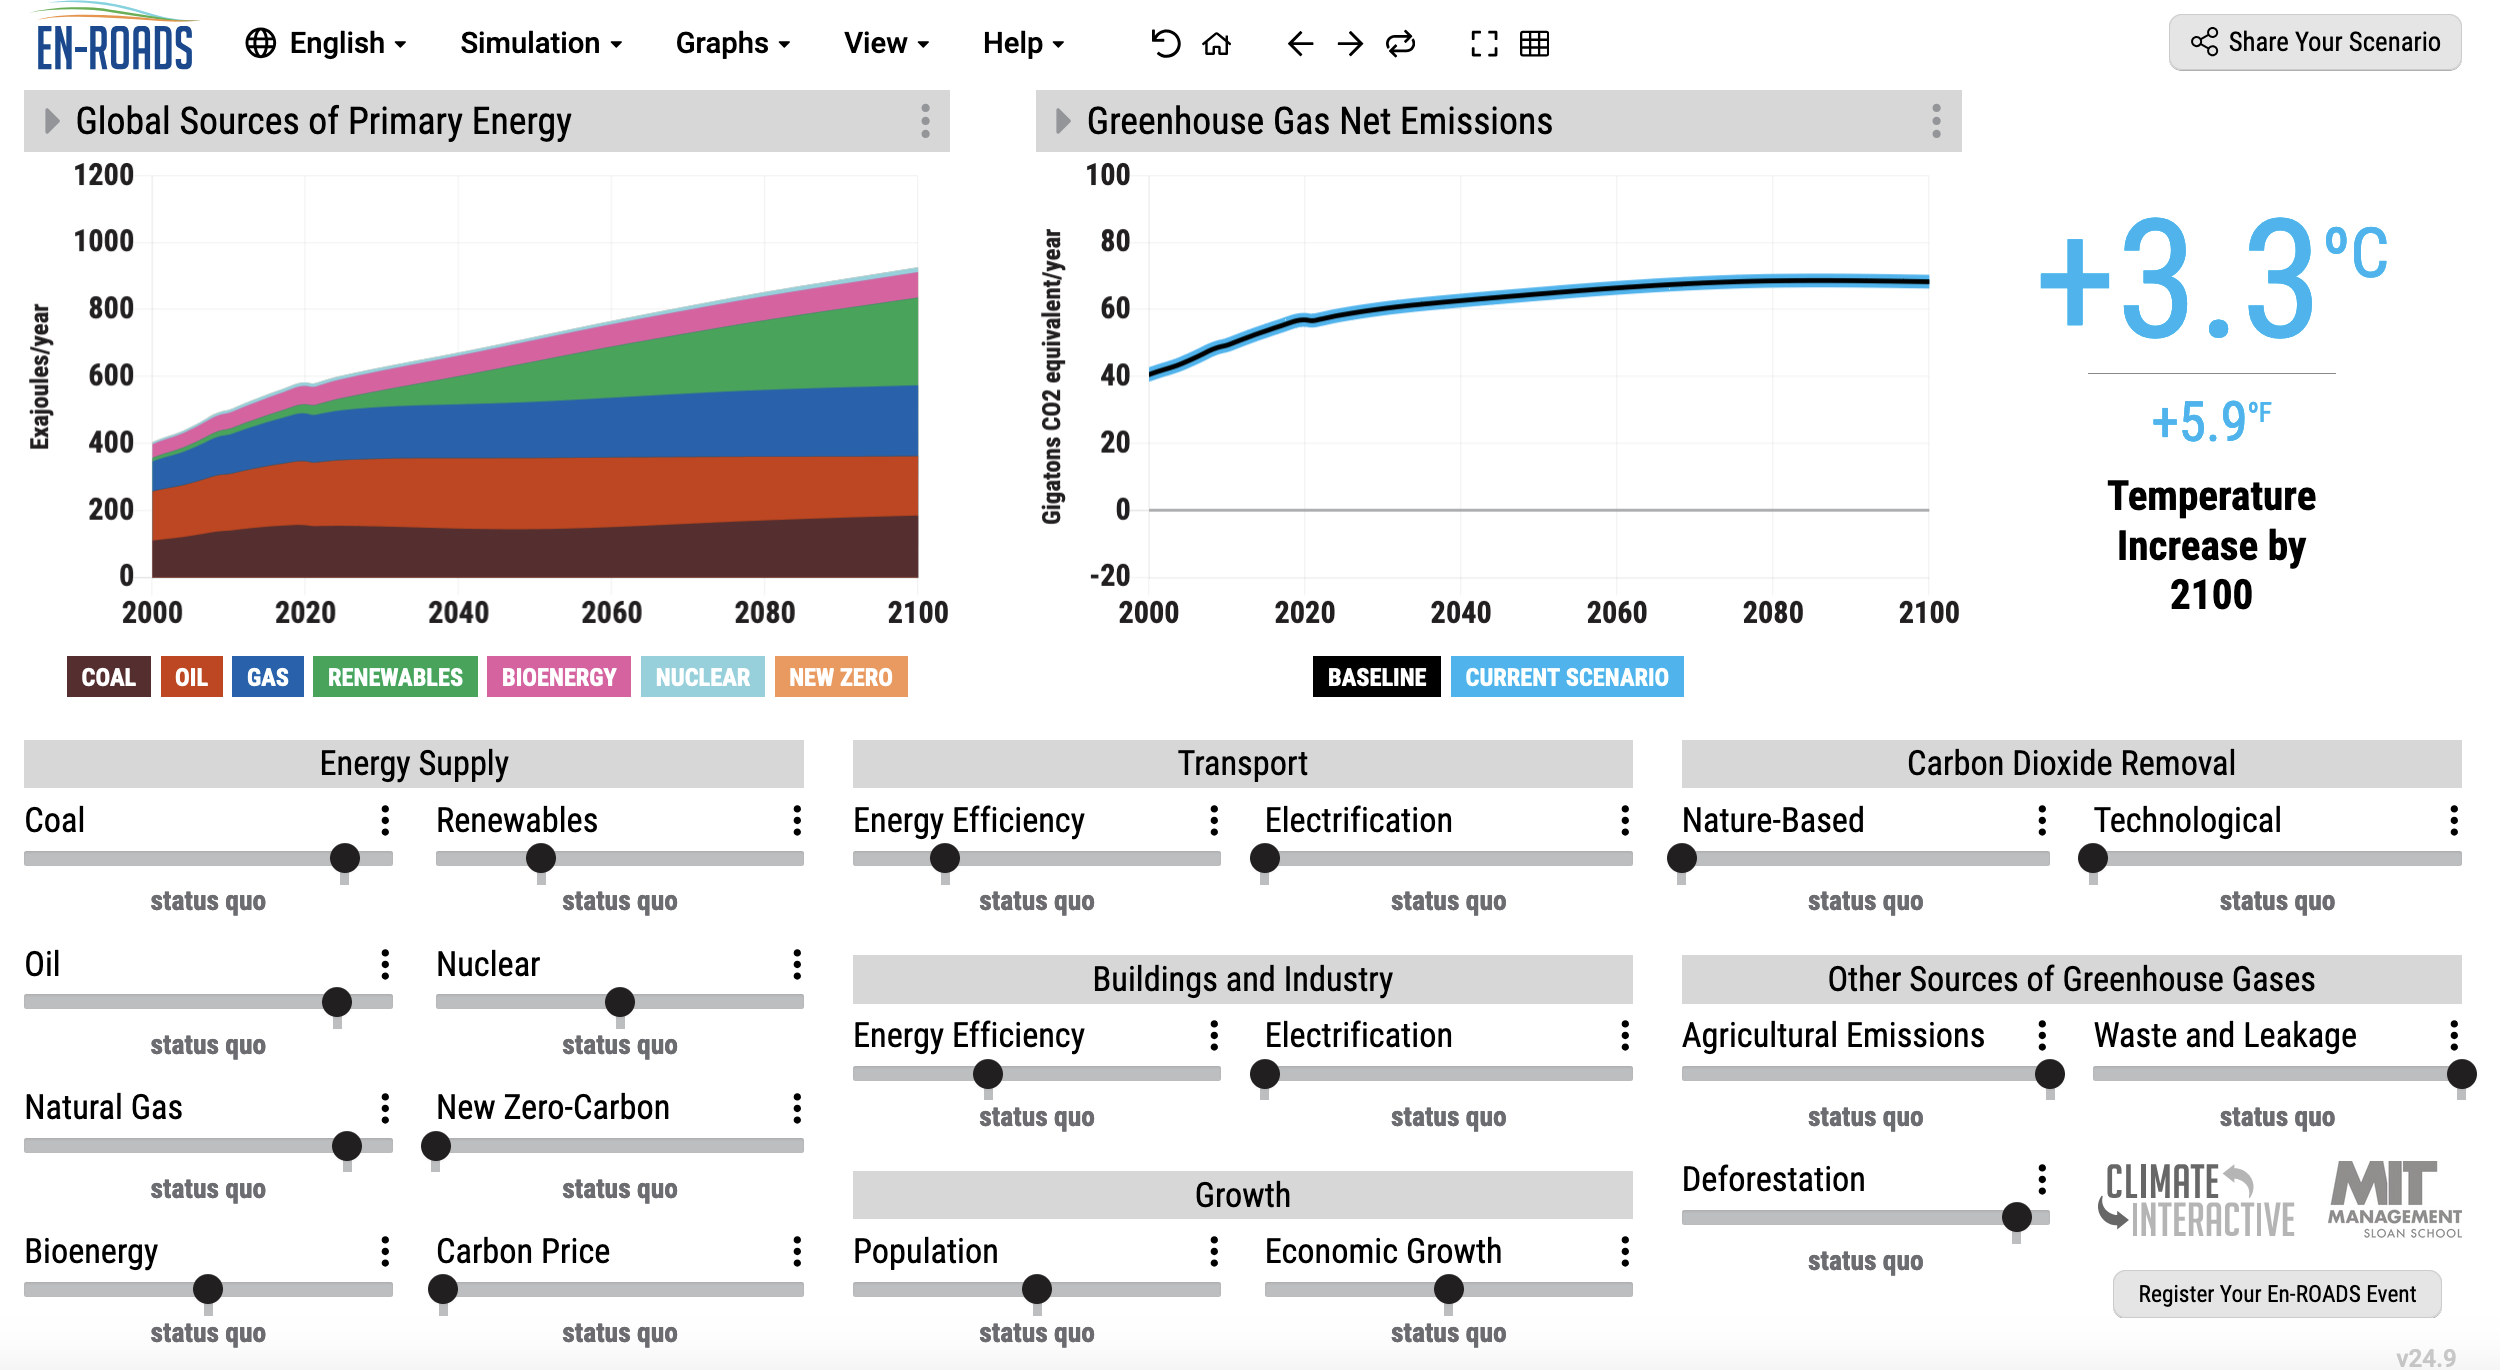 EN-ROADS
English
Simulation
Graphs
View
Help
Share Your Scenario
Global Sources of Primary Energy
Exajoules/year
1200
1000
800
600
400
200
0
2000 2020 2040 2060 2080 2100
COAL OIL GAS RENEWABLES BIOENERGY NUCLEAR NEW ZERO
Greenhouse Gas Net Emissions
Gigatons CO2 equivalent/year
100
80
60
40
20
0
-20
2000 2020 2040 2060 2080 2100
BASELINE CURRENT SCENARIO
+3.3°C
+5.9°F
Temperature
Increase by
2100
Energy Supply
Coal
status quo
Renewables
status quo
Oil
status quo
Nuclear
status quo
Natural Gas
status quo
New Zero-Carbon
status quo
Bioenergy
status quo
Carbon Price
status quo
Transport
Energy Efficiency
status quo
Electrification
status quo
Buildings and Industry
Energy Efficiency
status quo
Electrification
status quo
Growth
Population
status quo
Economic Growth
status quo
Carbon Dioxide Removal
Nature-Based
status quo
Technological
status quo
Other Sources of Greenhouse Gases
Agricultural Emissions
status quo
Waste and Leakage
status quo
Deforestation
status quo
CLIMATE
INTERACTIVE
MIT
MANAGEMENT
SLOAN SCHOOL
Register Your En-ROADS Event
v24.9